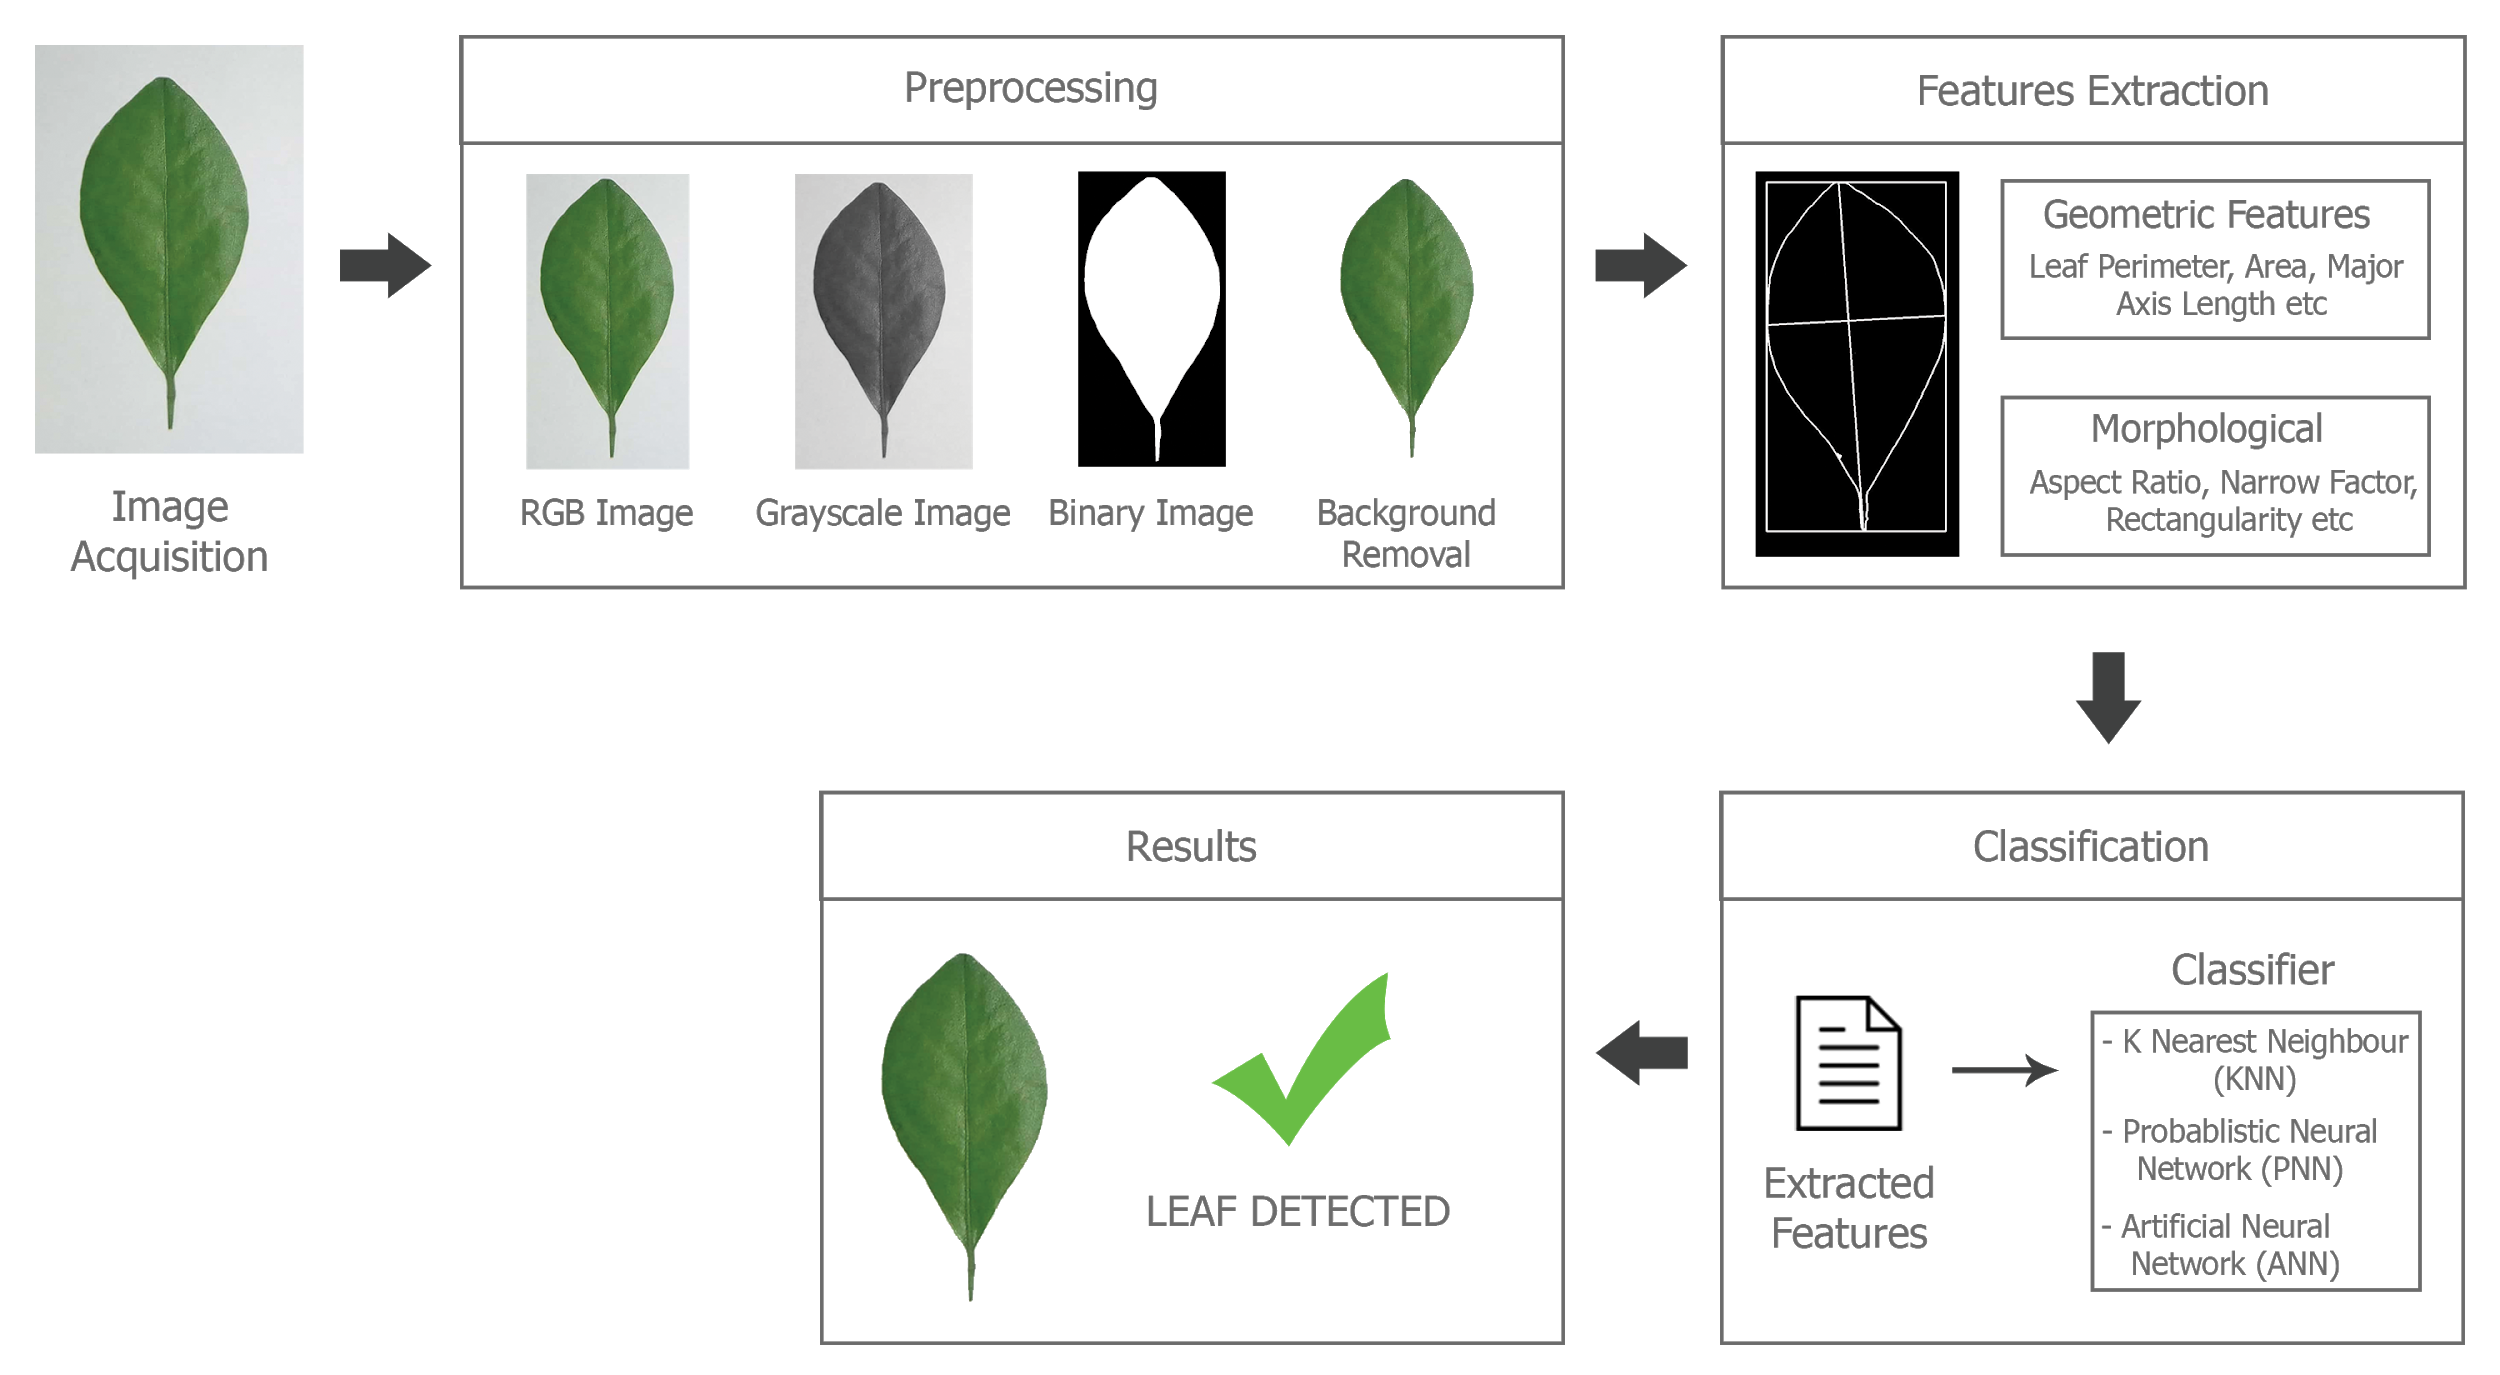 Image
Acquisition
Preprocessing
RGB Image
Grayscale Image
Binary Image
Background
Removal
Features Extraction
Geometric Features
Leaf Perimeter, Area, Major
Axis Length etc
Morphological
Aspect Ratio, Narrow Factor,
Rectangularity etc
Classification
Extracted
Features
Classifier
- K Nearest Neighbour
(KNN)
- Probablistic Neural
Network (PNN)
- Artificial Neural
Network (ANN)
Results
LEAF DETECTED